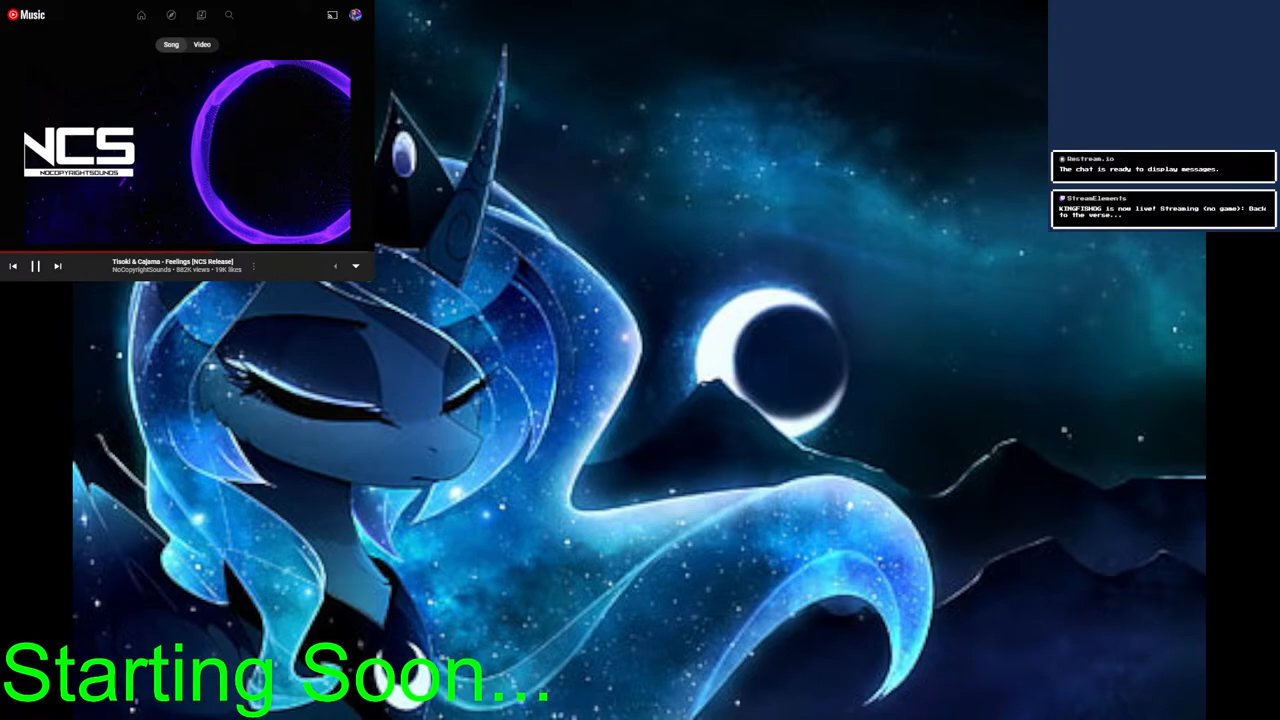 Music
Song
Video
NCS
NOCOPYRIGHTSOUNDS
Tisoki & Cajama - Feelings [NCS Release]
NoCopyrightSounds • 882K views • 19K likes
Restream.io
The chat is ready to display messages.
StreamElements
KINGFISHOG is now live! Streaming (no game): Back
to the verse...
Starting Soon...